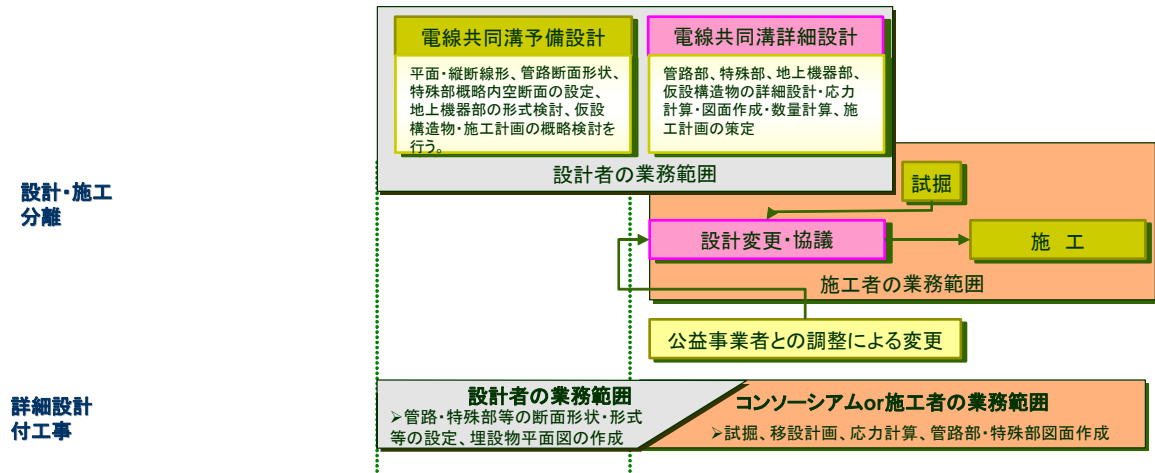 電線共同溝予備設計
平面・縦断線形、管路断面形状、
特殊部概略内空断面の設定、
地上機器部の形式検討、仮設
構造物・施工計画の概略検討を
行う。
電線共同溝詳細設計
管路部、特殊部、地上機器部、
仮設構造物の詳細設計・応力
計算・図面作成・数量計算、施
工計画の策定
設計者の業務範囲
設計・施工
分離
試掘
設計変更・協議
施 工
施工者の業務範囲
公益事業者との調整による変更
詳細設計
付工事
設計者の業務範囲
➢管路・特殊部等の断面形状・形式
等の設定、埋設物平面図の作成
コンソーシアムor施工者の業務範囲
➢試掘、移設計画、応力計算、管路部・特殊部図面作成